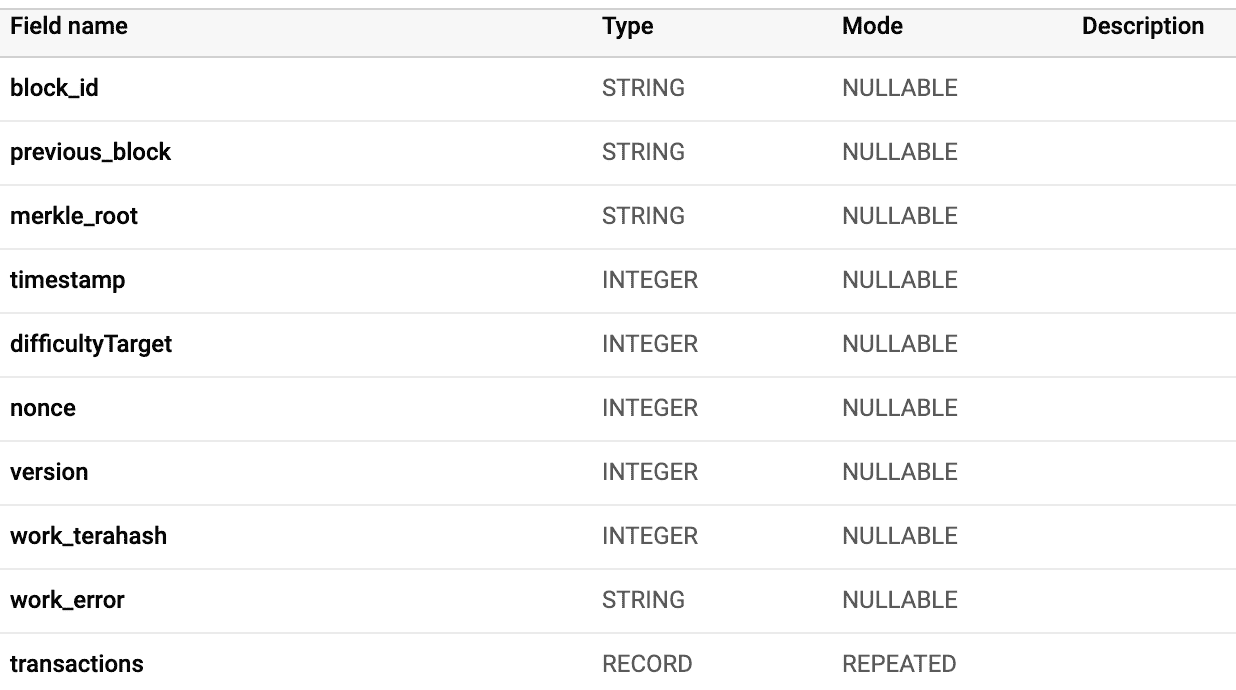 Field name Type Mode Description
block_id STRING NULLABLE
previous_block STRING NULLABLE
merkle_root STRING NULLABLE
timestamp INTEGER NULLABLE
difficultyTarget INTEGER NULLABLE
nonce INTEGER NULLABLE
version INTEGER NULLABLE
work_terahash INTEGER NULLABLE
work_error STRING NULLABLE
transactions RECORD REPEATED